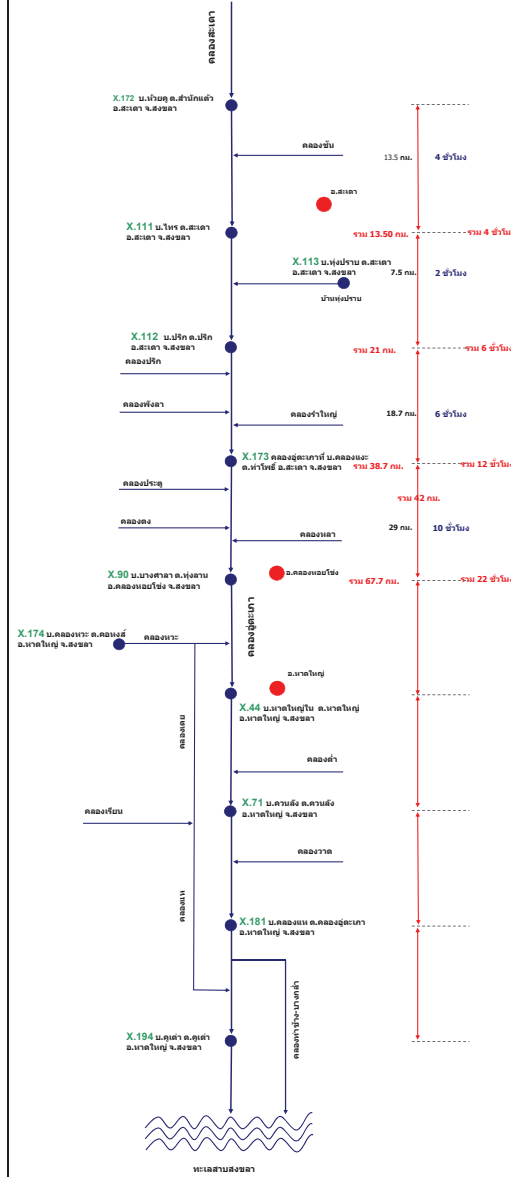 คลองสะเดา
X.172 บ.ห้วยคู ต.สำนักแต้ว
อ.สะเดา จ.สงขลา
คลองขัน
13.5 กม.
4 ชั่วโมง
อ.สะเดา
X.111 บ.ไทร ต.สะเดา
อ.สะเดา จ.สงขลา
รวม 13.50 กม.
รวม 4 ชั่วโมง
X.113 บ.ทุ่งปราบ ต.สะเดา
อ.สะเดา จ.สงขลา
บ้านทุ่งปราบ
7.5 กม.
2 ชั่วโมง
X.112 บ.ปริก ต.ปริก
อ.สะเดา จ.สงขลา
รวม 21 กม.
รวม 6 ชั่วโมง
คลองปริก
คลองพังลา
คลองรำใหญ่
18.7 กม.
6 ชั่วโมง
X.173 คลองอู่ตะเภาที่ บ.คลองแงะ
ต.ท่าโพธิ์ อ.สะเดา จ.สงขลา
รวม 38.7 กม.
รวม 12 ชั่วโมง
คลองประตู
รวม 42 กม.
คลองตง
คลองหลา
29 กม.
10 ชั่วโมง
X.90 บ.บางศาลา ต.ทุ่งลาน
อ.คลองหอยโข่ง จ.สงขลา
อ.คลองหอยโข่ง
รวม 67.7 กม.
รวม 22 ชั่วโมง
คลองอู่ตะเภา
X.174 บ.คลองหวะ ต.คอหงส์
อ.หาดใหญ่ จ.สงขลา
คลองหวะ
อ.หาดใหญ่
X.44 บ.หาดใหญ่ใน ต.หาดใหญ่
อ.หาดใหญ่ จ.สงขลา
คลองเตย
คลองต่ำ
X.71 บ.ควนลัง ต.ควนลัง
อ.หาดใหญ่ จ.สงขลา
คลองเรียน
คลองวาด
คลองแห
X.181 บ.คลองแห ต.คลองอู่ตะเภา
อ.หาดใหญ่ จ.สงขลา
คลองท่าช้าง-บางกล่ำ
X.194 บ.คูเต่า ต.คูเต่า
อ.หาดใหญ่ จ.สงขลา
ทะเลสาบสงขลา